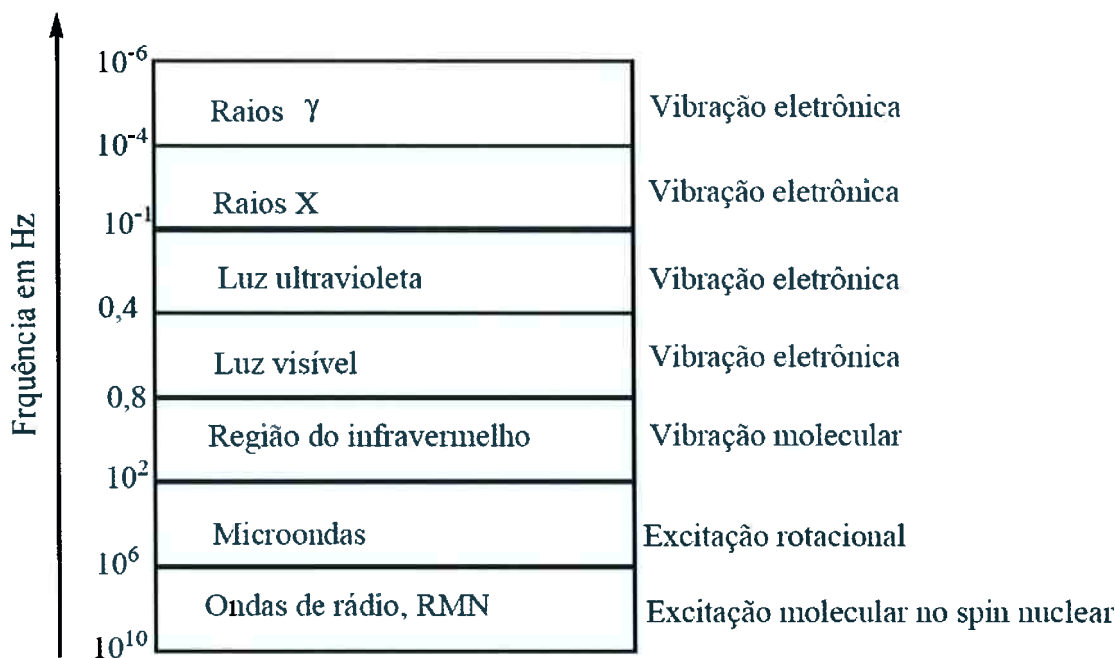 Frquência em Hz
10⁻⁶
Raios γ Vibração eletrônica
10⁻⁴
Raios X Vibração eletrônica
10⁻¹
Luz ultravioleta Vibração eletrônica
0,4
Luz visível Vibração eletrônica
0,8
Região do infravermelho Vibração molecular
10²
Microondas Excitação rotacional
10⁶
Ondas de rádio, RMN Excitação molecular no spin nuclear
10¹⁰